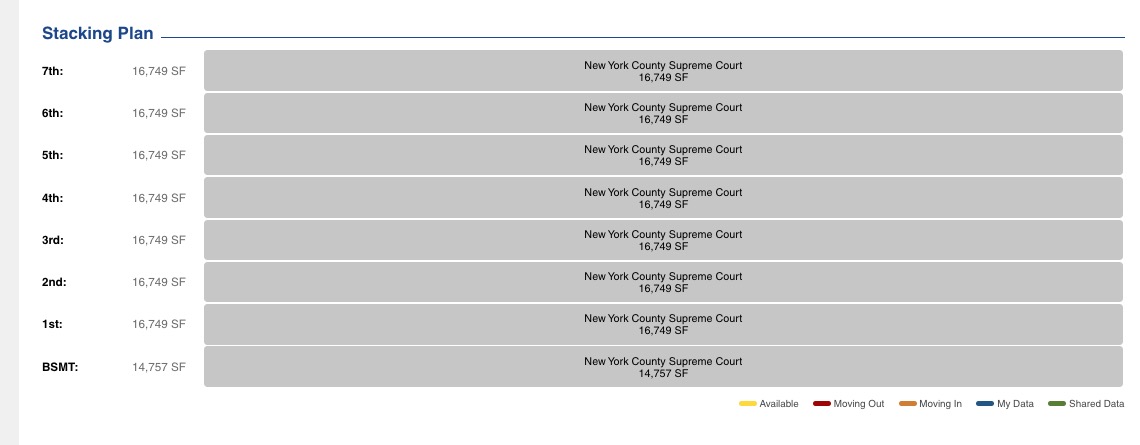 Stacking Plan
7th: 16,749 SF New York County Supreme Court
16,749 SF
6th: 16,749 SF New York County Supreme Court
16,749 SF
5th: 16,749 SF New York County Supreme Court
16,749 SF
4th: 16,749 SF New York County Supreme Court
16,749 SF
3rd: 16,749 SF New York County Supreme Court
16,749 SF
2nd: 16,749 SF New York County Supreme Court
16,749 SF
1st: 16,749 SF New York County Supreme Court
16,749 SF
BSMT: 14,757 SF New York County Supreme Court
14,757 SF
Available Moving Out Moving In My Data Shared Data